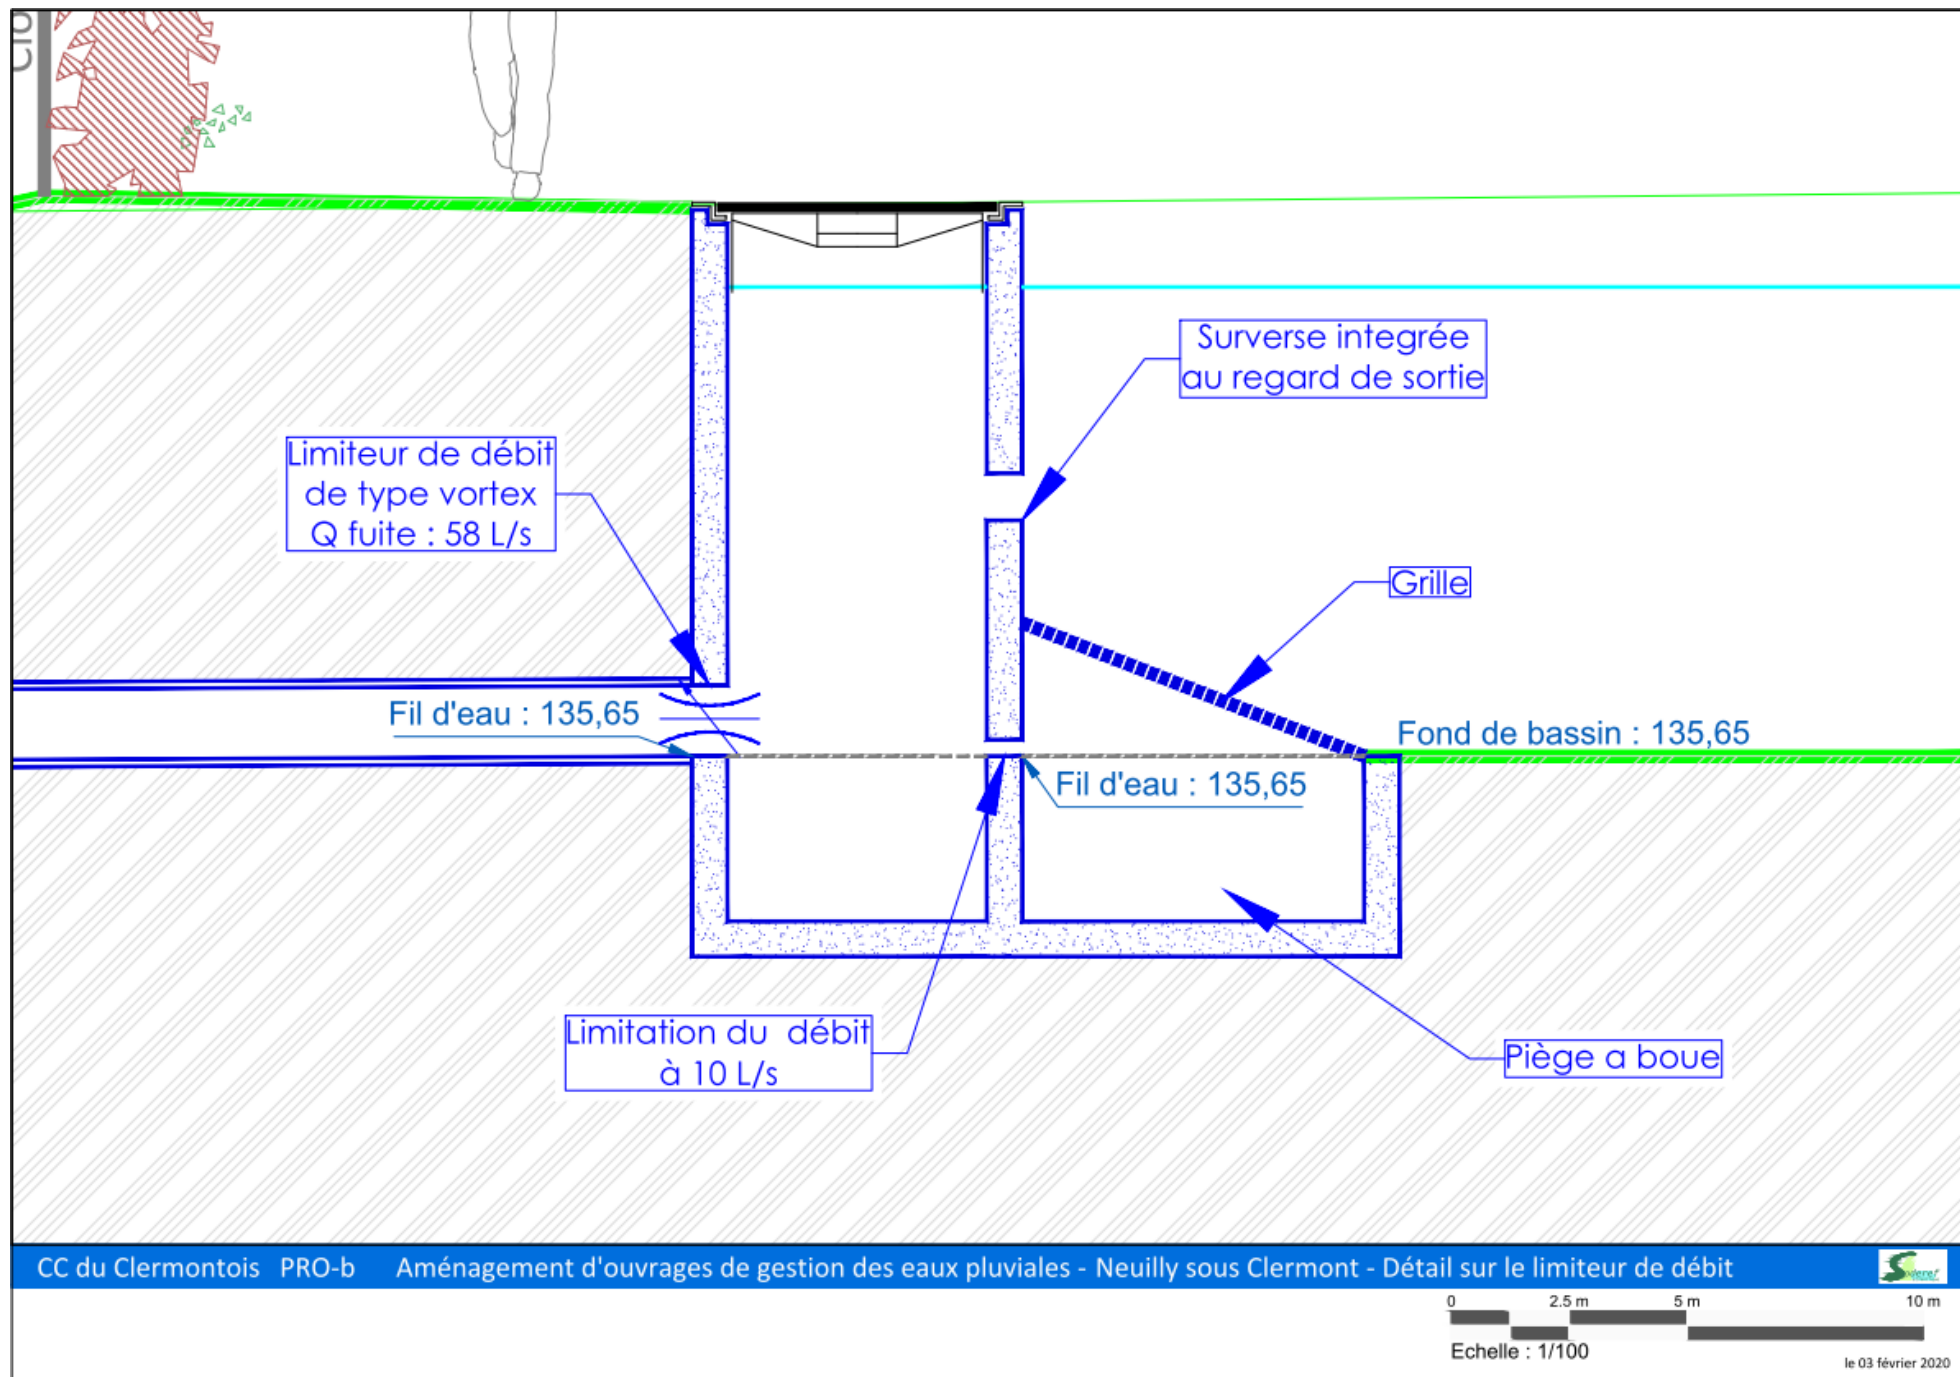 Surverse integrée
au regard de sortie
Limiteur de débit
de type vortex
Q fuite : 58 L/s
Grille
Fil d'eau : 135,65
Fond de bassin : 135,65
Fil d'eau : 135,65
Limitation du débit
à 10 L/s
Piège a boue
CC du Clermontois PRO-b Aménagement d'ouvrages de gestion des eaux pluviales - Neuilly sous Clermont - Détail sur le limiteur de débit
0 2.5 m 5 m 10 m
Echelle : 1/100
le 03 février 2020